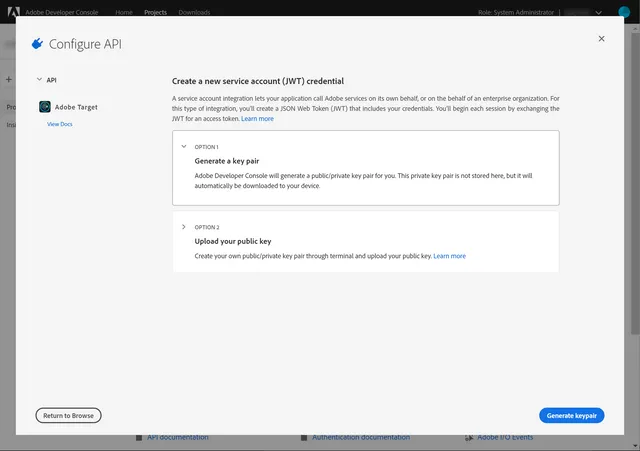 Adobe Developer Console Home Projects Downloads Role: System Administrator
Configure API
API
Adobe Target
View Docs
Create a new service account (JWT) credential
A service account integration lets your application call Adobe services on its own behalf, or on the behalf of an enterprise organization. For
this type of integration, you'll create a JSON Web Token (JWT) that includes your credentials. You'll begin each session by exchanging the
JWT for an access token. Learn more
OPTION 1
Generate a key pair
Adobe Developer Console will generate a public/private key pair for you. This private key pair is not stored here, but it will
automatically be downloaded to your device.
OPTION 2
Upload your public key
Create your own public/private key pair through terminal and upload your public key. Learn more
Return to Browse
Generate keypair
API documentation Authentication documentation Adobe I/O Events